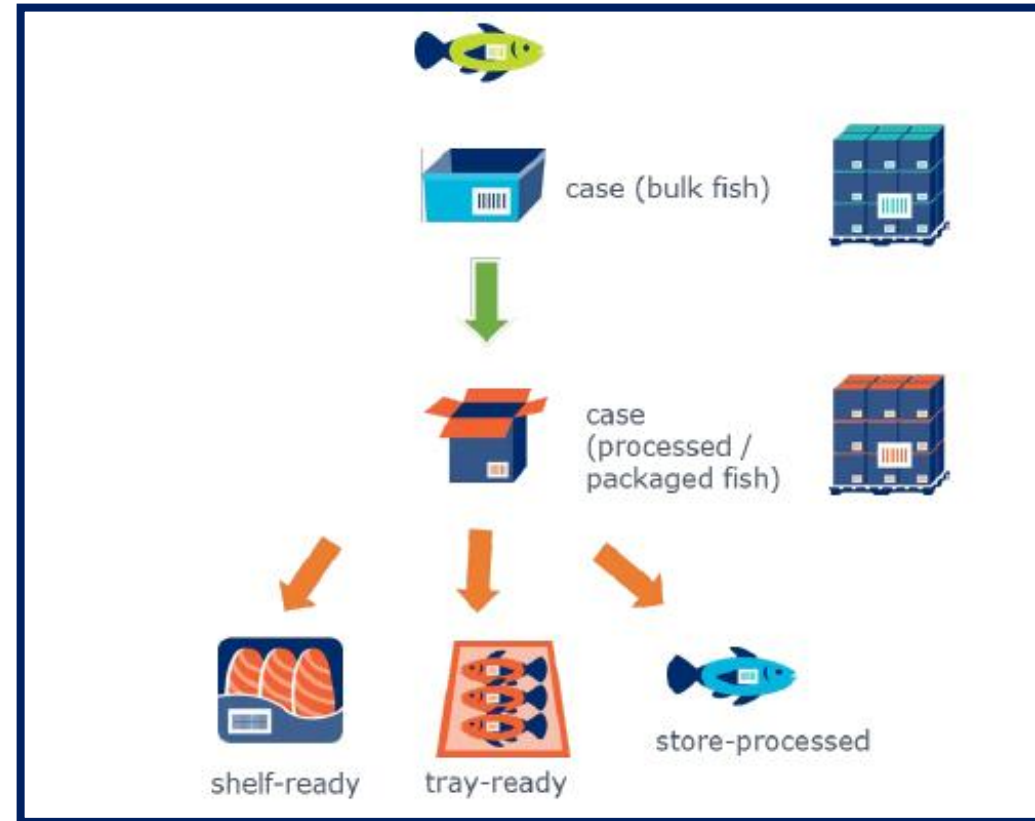 case (bulk fish)
case
(processed /
packaged fish)
shelf-ready
tray-ready
store-processed